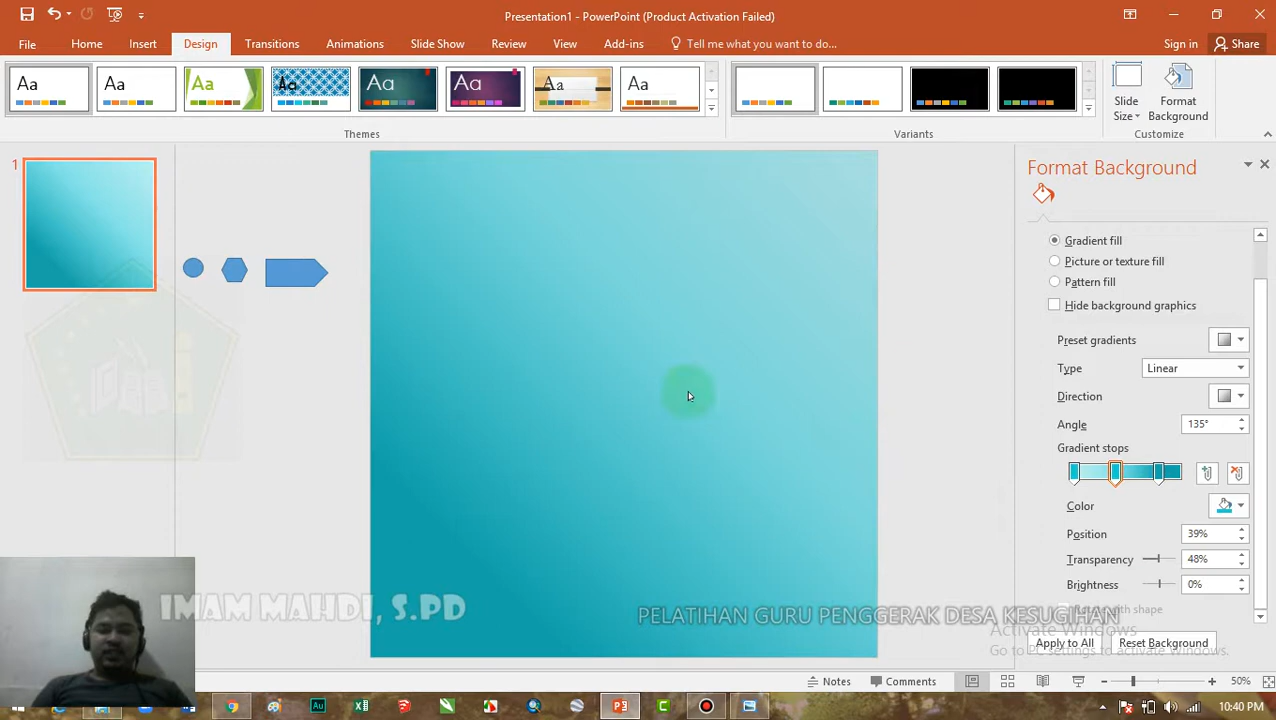 Presentation1 - PowerPoint (Product Activation Failed)
File Home Insert Design Transitions Animations Slide Show Review View Add-ins Tell me what you want to do... Sign in Share
Aa Aa Aa Aa Aa Aa Aa Aa
Slide Size
Format Background
Themes Variants Customize
1
Format Background
Gradient fill
Picture or texture fill
Pattern fill
Hide background graphics
Preset gradients
Type Linear
Direction
Angle 135°
Gradient stops
Color
Position 39%
Transparency 48%
Brightness 0%
with shape
Apply to All Reset Background
IMAM MAHDI, S.PD
PELATIHAN GURU PENGGERAK DESA KESUGIHAN
Activate Windows
Go to PC settings to activate Windows.
Notes Comments 50%
Au
10:40 PM